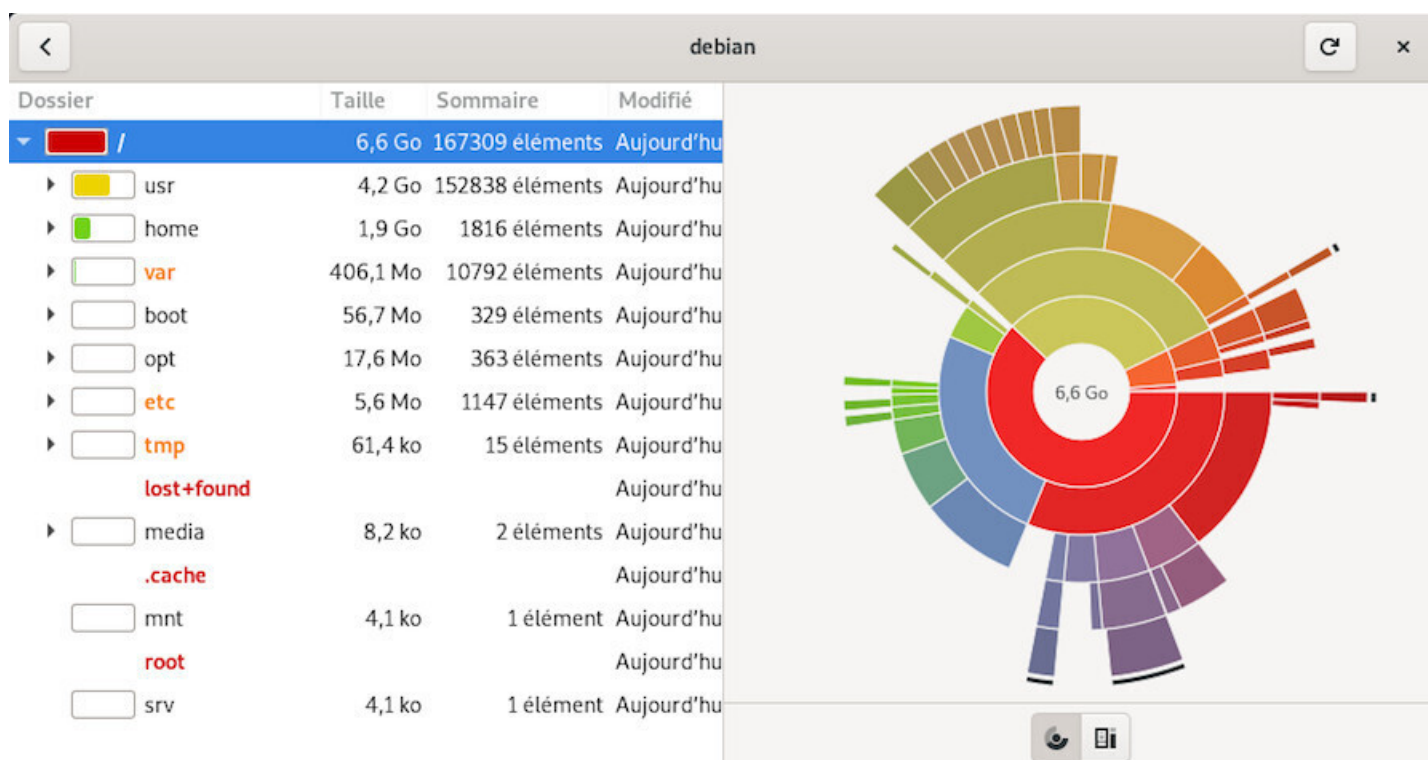 debian
Dossier Taille Sommaire Modifié
/ 6,6 Go 167309 éléments Aujourd'hu
usr 4,2 Go 152838 éléments Aujourd'hu
home 1,9 Go 1816 éléments Aujourd'hu
var 406,1 Mo 10792 éléments Aujourd'hu
boot 56,7 Mo 329 éléments Aujourd'hu
opt 17,6 Mo 363 éléments Aujourd'hu
etc 5,6 Mo 1147 éléments Aujourd'hu
tmp 61,4 ko 15 éléments Aujourd'hu
lost+found Aujourd'hu
media 8,2 ko 2 éléments Aujourd'hu
.cache Aujourd'hu
mnt 4,1 ko 1 élément Aujourd'hu
root Aujourd'hu
srv 4,1 ko 1 élément Aujourd'hu
6,6 Go